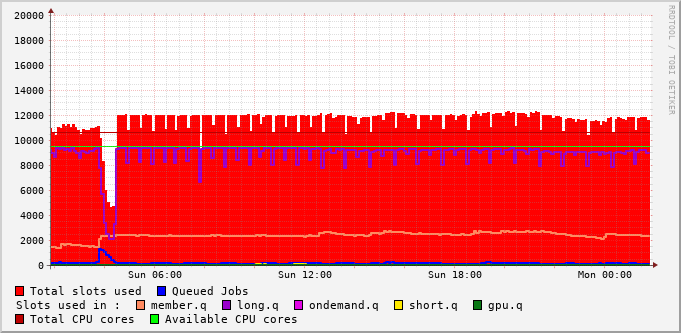 20000
18000
16000
14000
12000
10000
8000
6000
4000
2000
0
Sun 06:00 Sun 12:00 Sun 18:00 Mon 00:00
RRDTOOL / TOBI OETIKER
Total slots used Queued Jobs
Slots used in : member.q long.q ondemand.q short.q gpu.q
Total CPU cores Available CPU cores